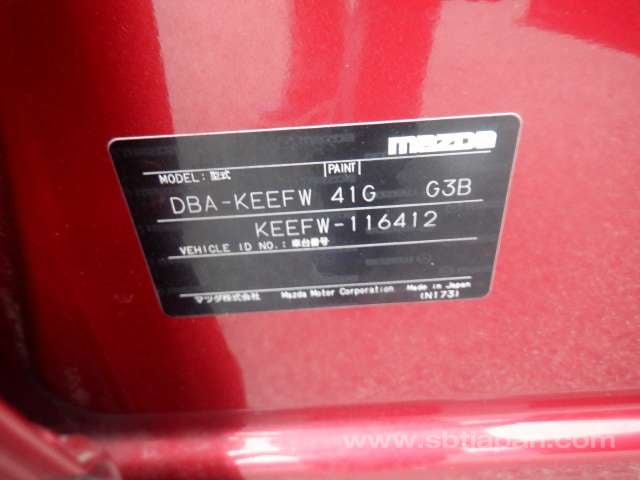 mazda
MODEL: 型式 PAINT
DBA-KEEFW 41G G3B
KEEFW-116412
VEHICLE ID NO.: 車台番号
マツダ株式会社 Mazda Motor Corporation Made in Japan
(N173)
www.sbtjapan.com